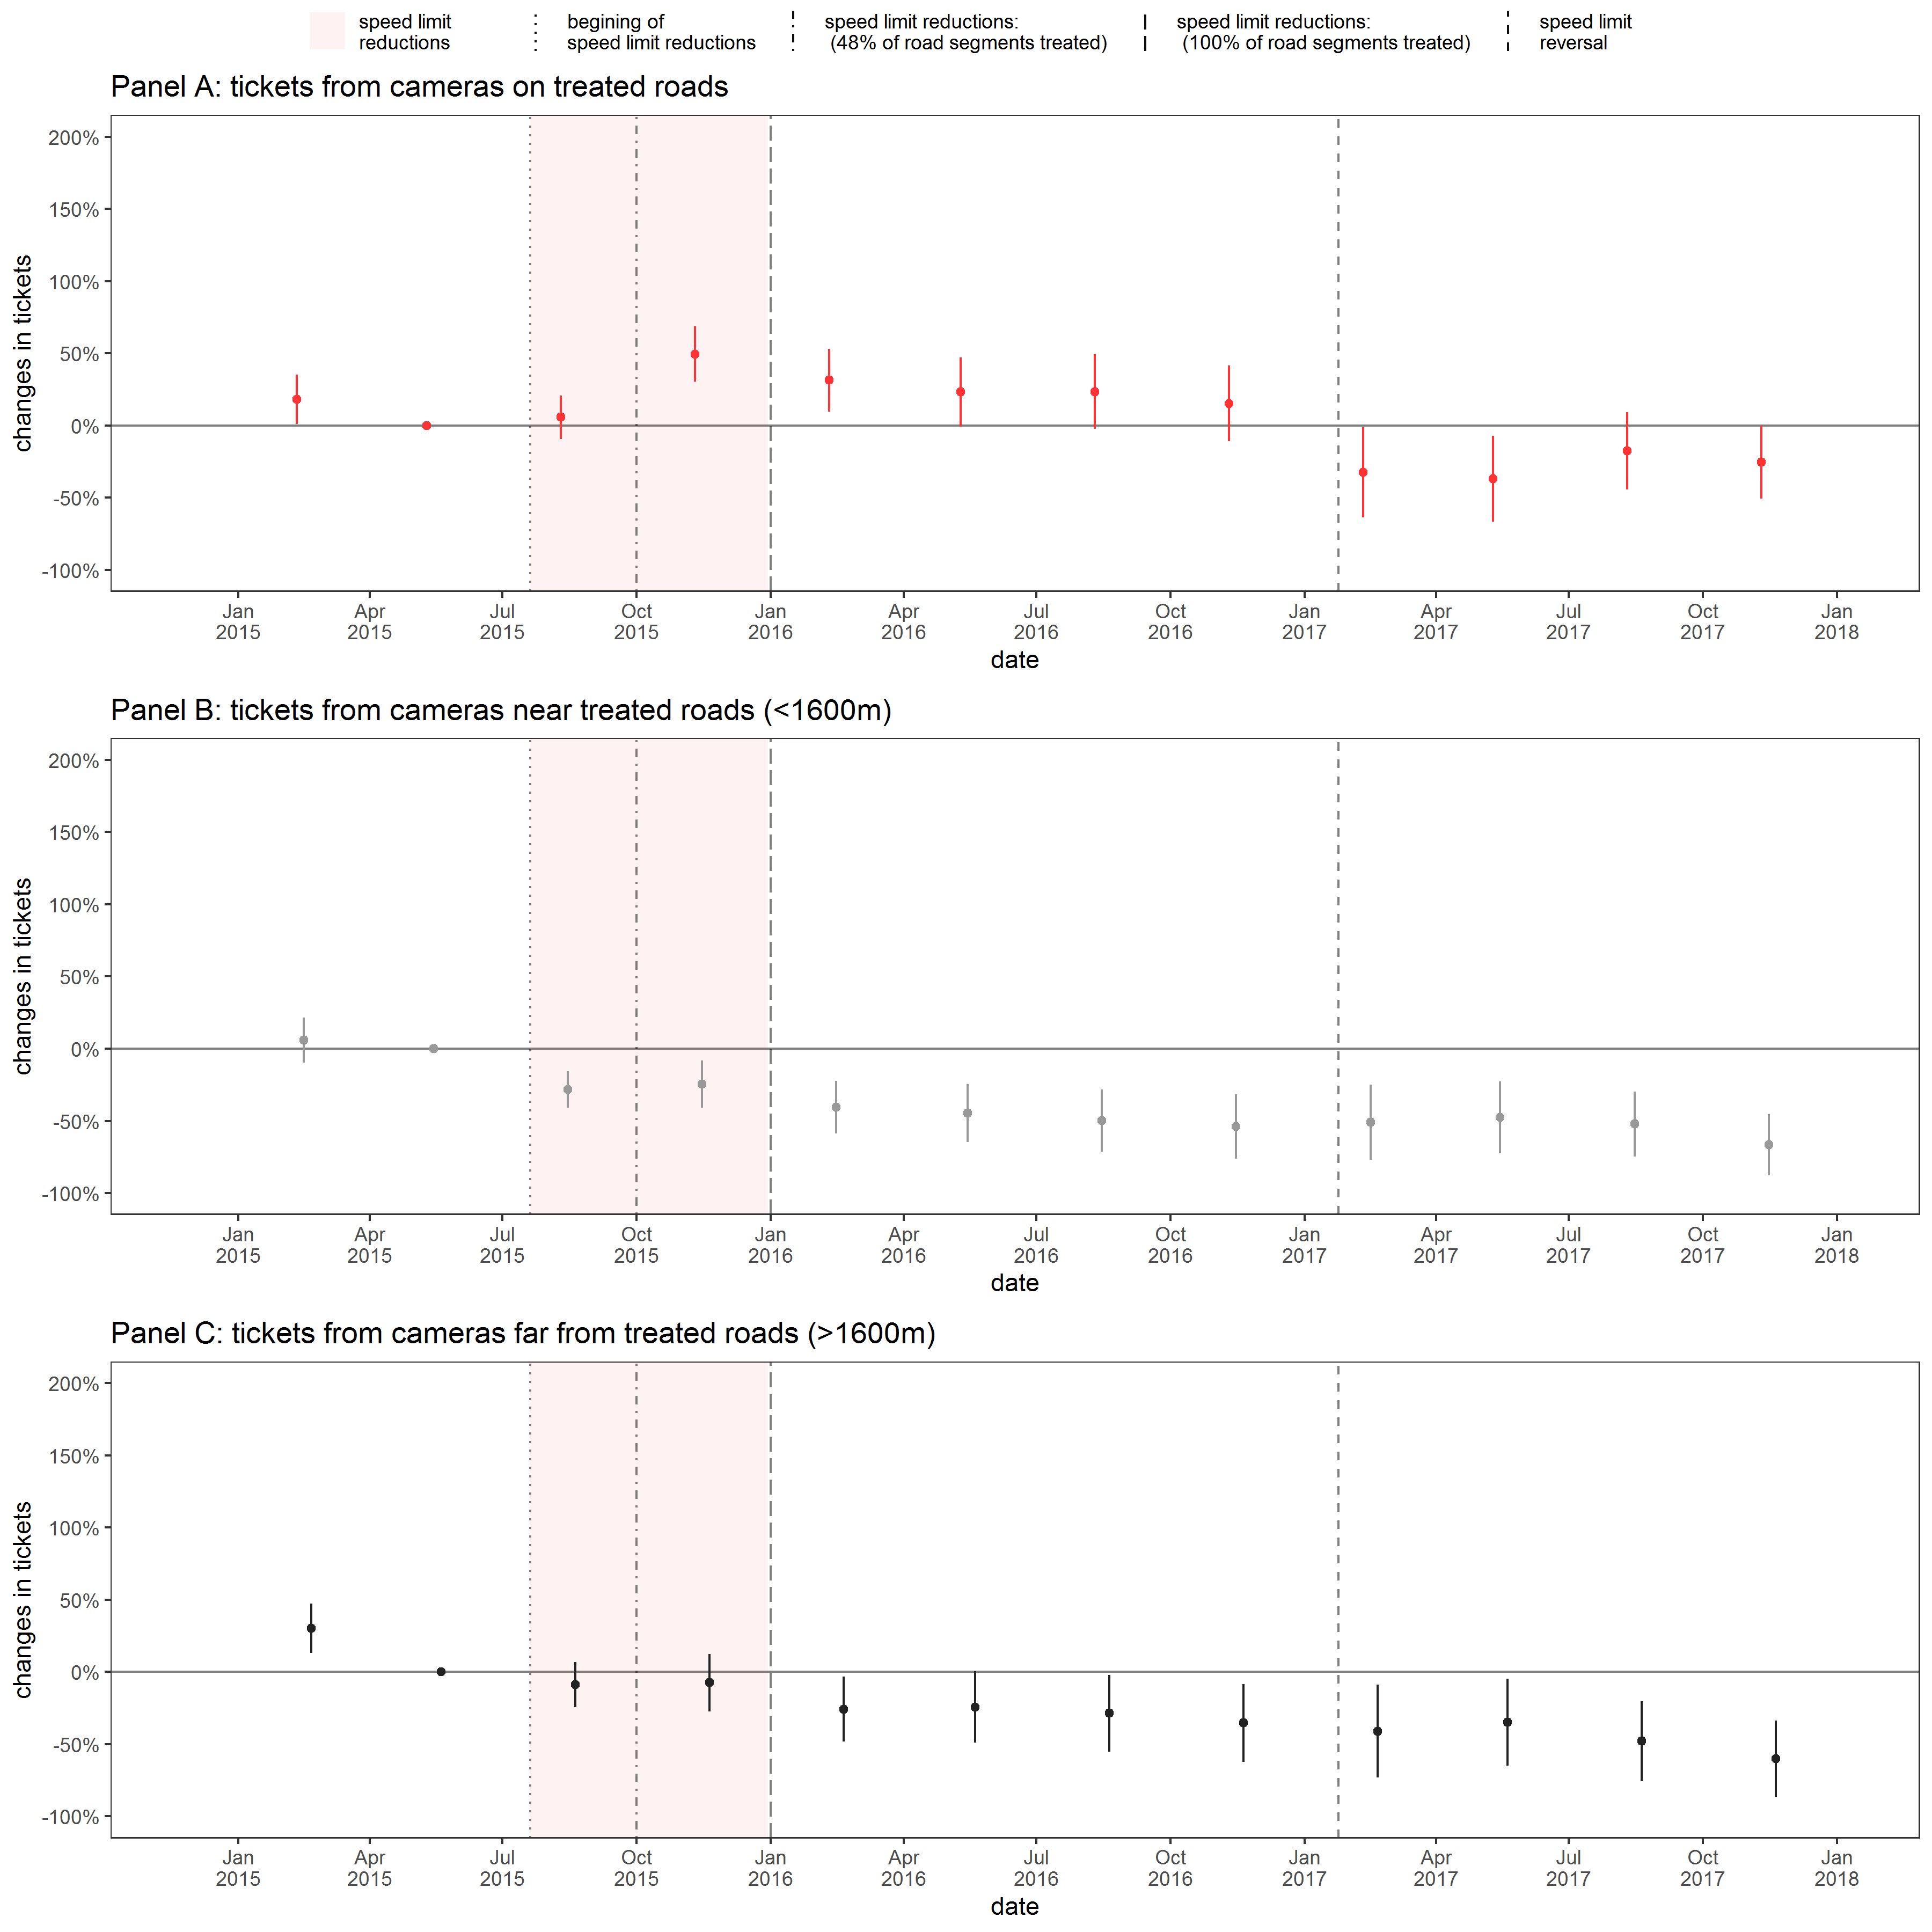 speed limit
reductions
begining of
speed limit reductions
speed limit reductions:
(48% of road segments treated)
speed limit reductions:
(100% of road segments treated)
speed limit
reversal
Panel A: tickets from cameras on treated roads
changes in tickets
200%
150%
100%
50%
0%
-50%
-100%
Jan Apr Jul Oct Jan Apr Jul Oct Jan Apr Jul Oct Jan
2015 2015 2015 2015 2016 2016 2016 2016 2017 2017 2017 2017 2018
date
Panel B: tickets from cameras near treated roads (<1600m)
changes in tickets
200%
150%
100%
50%
0%
-50%
-100%
Jan Apr Jul Oct Jan Apr Jul Oct Jan Apr Jul Oct Jan
2015 2015 2015 2015 2016 2016 2016 2016 2017 2017 2017 2017 2018
date
Panel C: tickets from cameras far from treated roads (>1600m)
changes in tickets
200%
150%
100%
50%
0%
-50%
-100%
Jan Apr Jul Oct Jan Apr Jul Oct Jan Apr Jul Oct Jan
2015 2015 2015 2015 2016 2016 2016 2016 2017 2017 2017 2017 2018
date